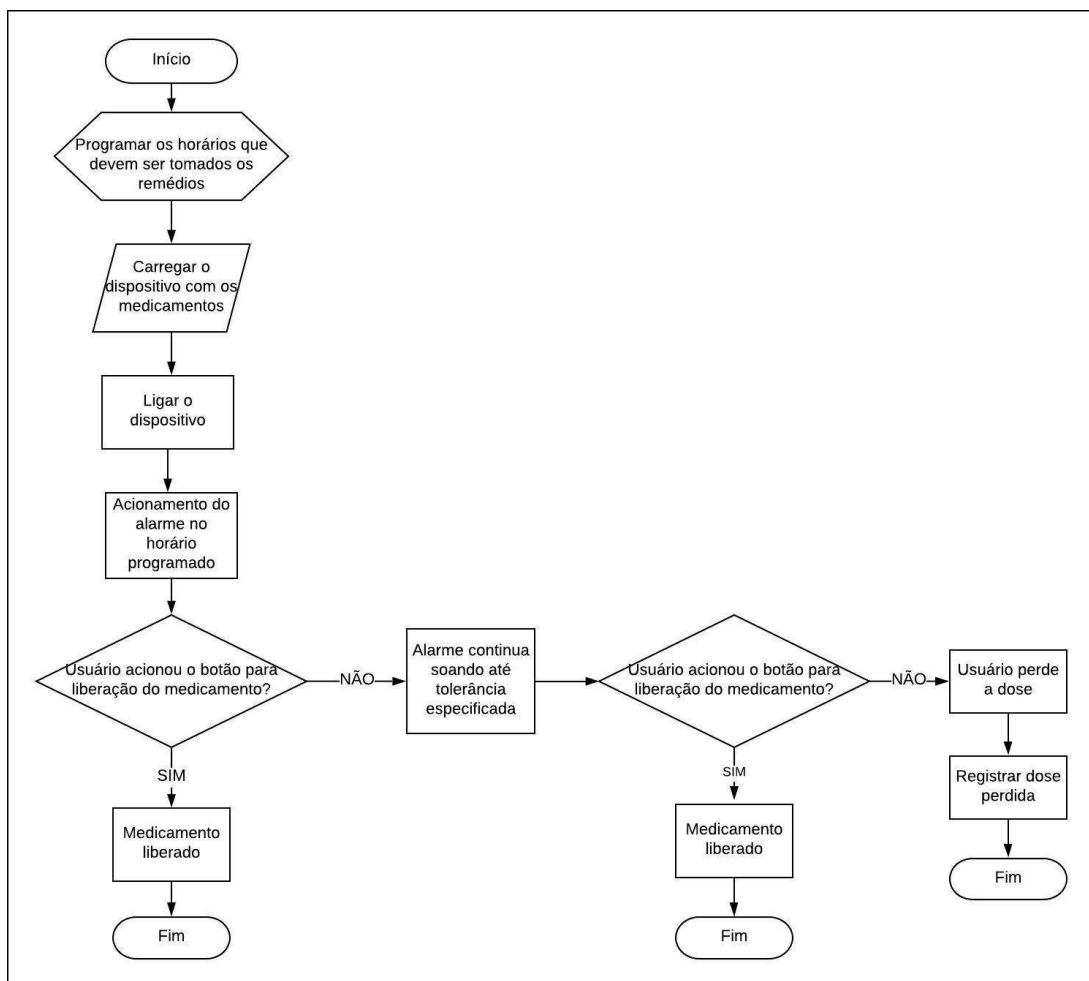 Início
Programar os horários que
devem ser tomados os
remédios
Carregar o
dispositivo com os
medicamentos
Ligar o
dispositivo
Acionamento do
alarme no
horário
programado
Usuário acionou o botão para
liberação do medicamento?
NÃO
Alarme continua
soando até
tolerância
especificada
Usuário acionou o botão para
liberação do medicamento?
NÃO
Usuário perde
a dose
Registrar dose
perdida
Fim
SIM
Medicamento
liberado
Fim
SIM
Medicamento
liberado
Fim